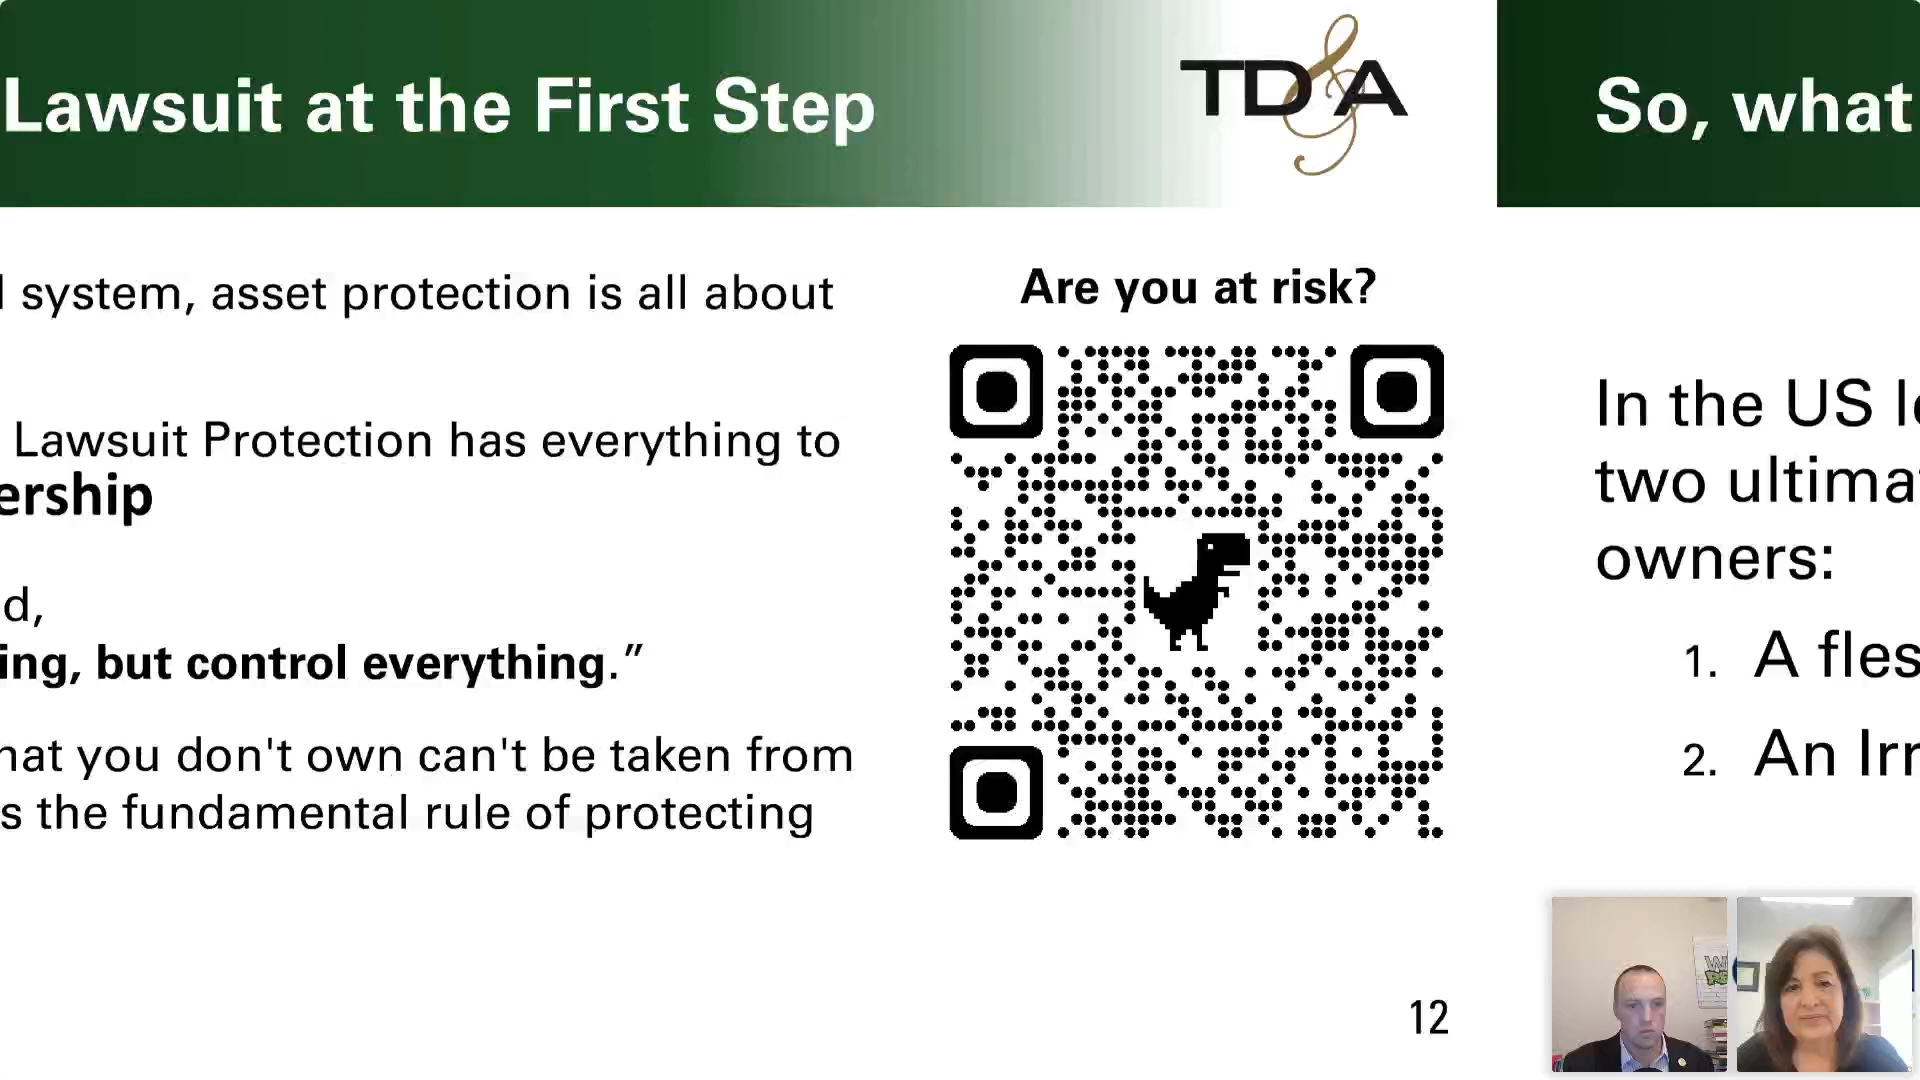 Lawsuit at the First Step
TD&A
system, asset protection is all about
Lawsuit Protection has everything to
ership
d,
ing, but control everything.”
hat you don't own can't be taken from
s the fundamental rule of protecting
Are you at risk?
12
So, what
In the US le
two ultima
owners:
1. A fles
2. An Irr